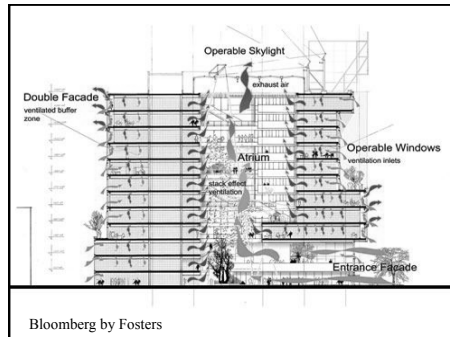 Operable Skylight
exhaust air
Double Facade
ventilated buffer
zone
Operable Windows
ventilation inlets
Atrium
stack effect
ventilation
Entrance Façade
Bloomberg by Fosters